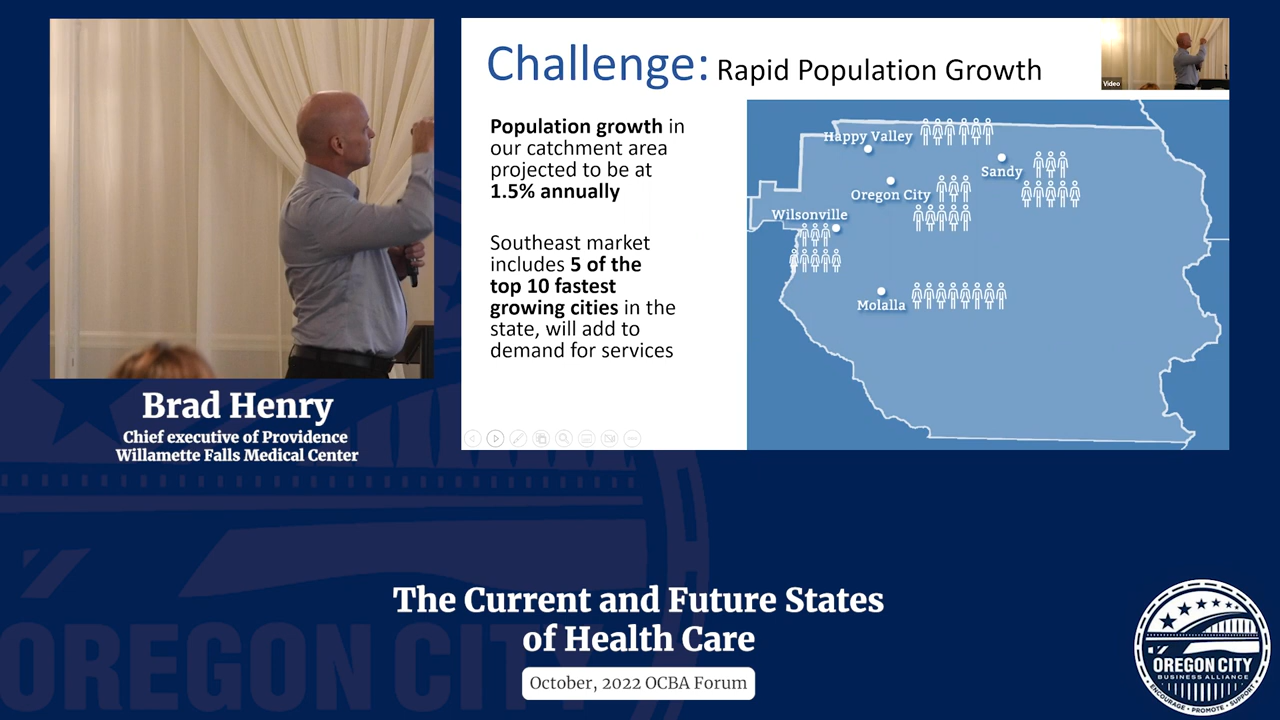 Challenge: Rapid Population Growth
Video
Population growth in
our catchment area
projected to be at
1.5% annually
Southeast market
includes 5 of the
top 10 fastest
growing cities in the
state, will add to
demand for services
Happy Valley
Sandy
Oregon City
Wilsonville
Molalla
Brad Henry
Chief executive of Providence
Willamette Falls Medical Center
The Current and Future States
of Health Care
October, 2022 OCBA Forum
OREGON CITY
OREGON CITY
BUSINESS ALLIANCE
ENCOURAGE • PROMOTE • SUPPORT